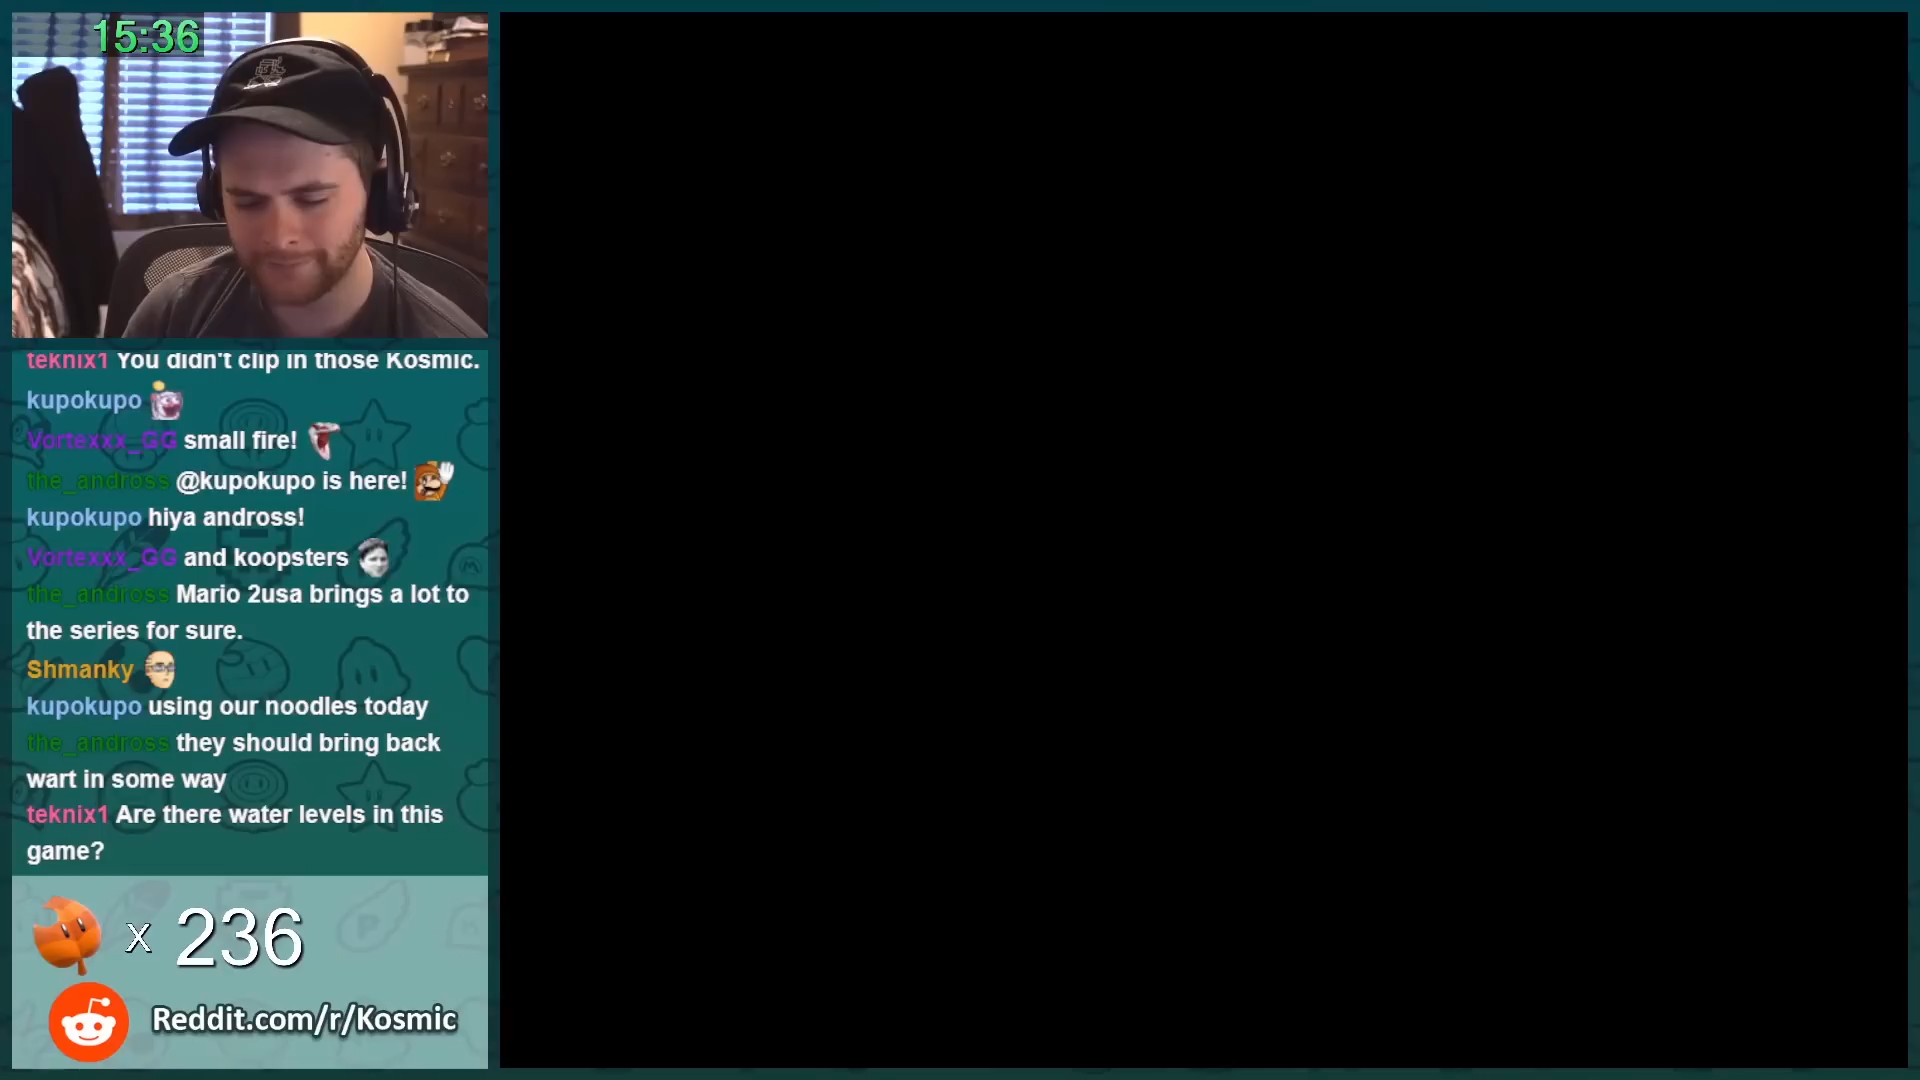 15:36
teknix1 You didn't clip in those Kosmic.
kupokupo
Vortexxx_GG small fire!
the_andross @kupokupo is here!
kupokupo hiya andross!
Vortexxx_GG and koopsters
the_andross Mario 2usa brings a lot to
the series for sure.
Shmanky
kupokupo using our noodles today
the_andross they should bring back
wart in some way
teknix1 Are there water levels in this
game?
x 236
Reddit.com/r/Kosmic